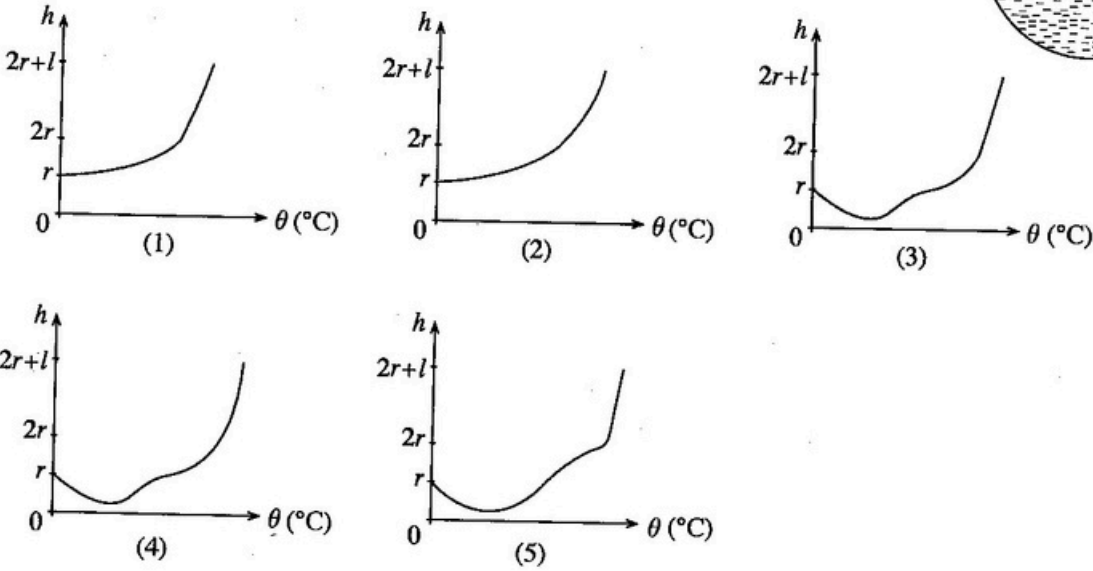 h
2r+l
2r
r
0
θ (°C)
(1)
h
2r+l
2r
r
0
θ (°C)
(2)
h
2r+l
2r
r
0
θ (°C)
(3)
h
2r+l
2r
r
0
θ (°C)
(4)
h
2r+l
2r
r
0
θ (°C)
(5)